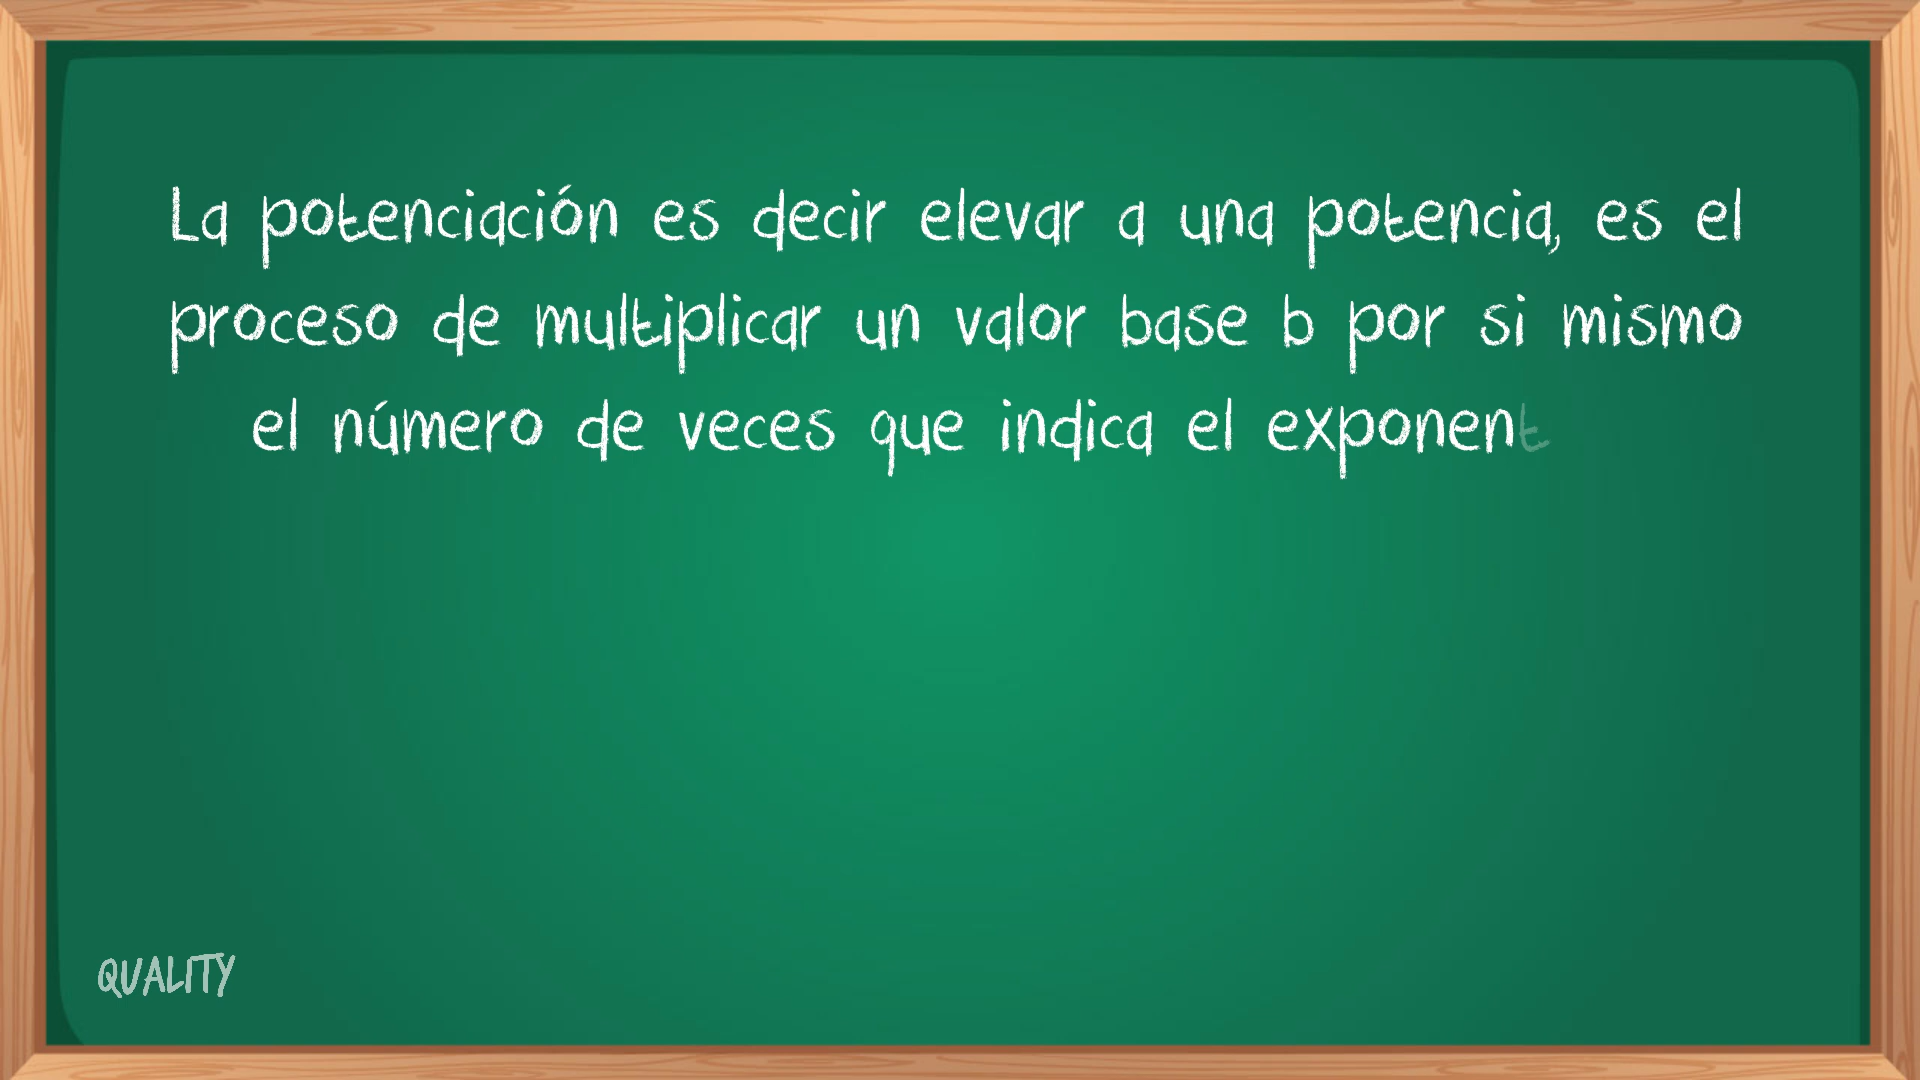 La potenciación es decir elevar a una potencia, es el
proceso de multiplicar un valor base b por si mismo
el número de veces que indica el exponent
QUALITY